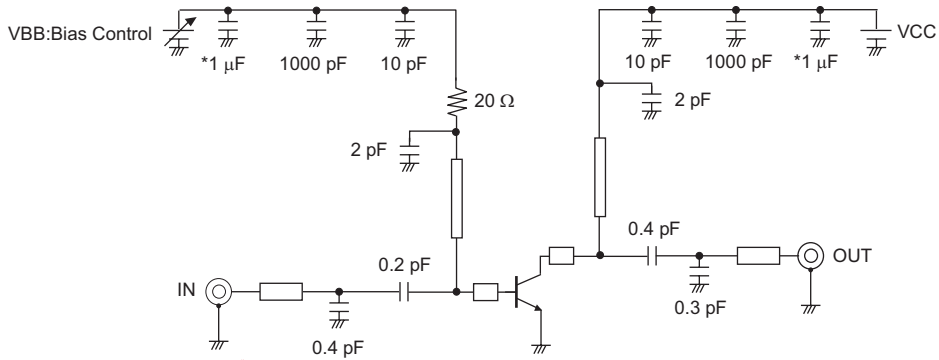 VBB:Bias Control
*1 μF
1000 pF
10 pF
10 pF
1000 pF
*1 μF
VCC
20 Ω
2 pF
2 pF
0.4 pF
0.2 pF
OUT
IN
0.3 pF
0.4 pF